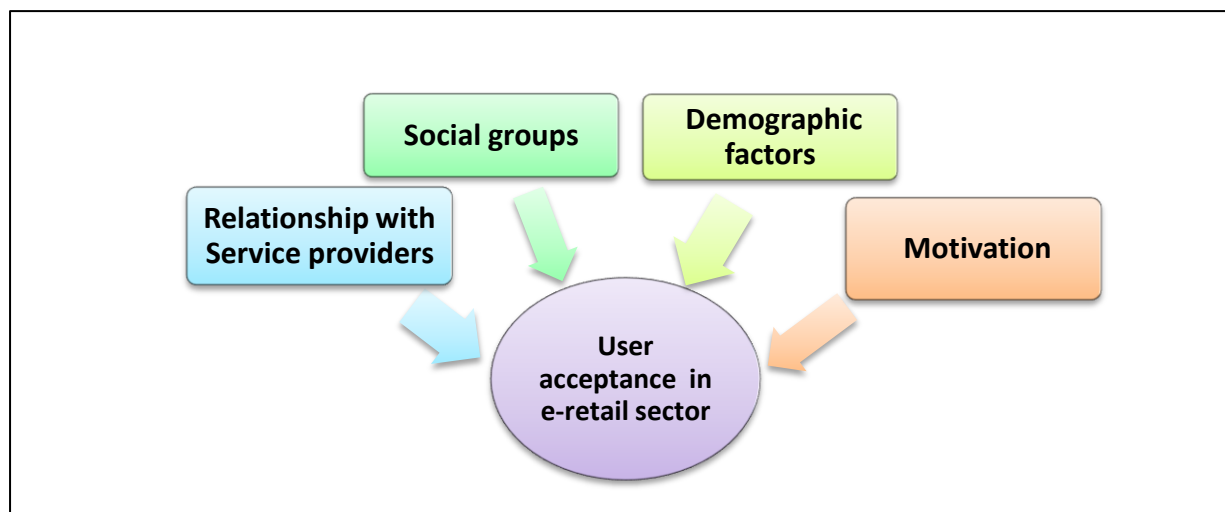 Social groups
Demographic
factors
Relationship with
Service providers
Motivation
User
acceptance in
e-retail sector